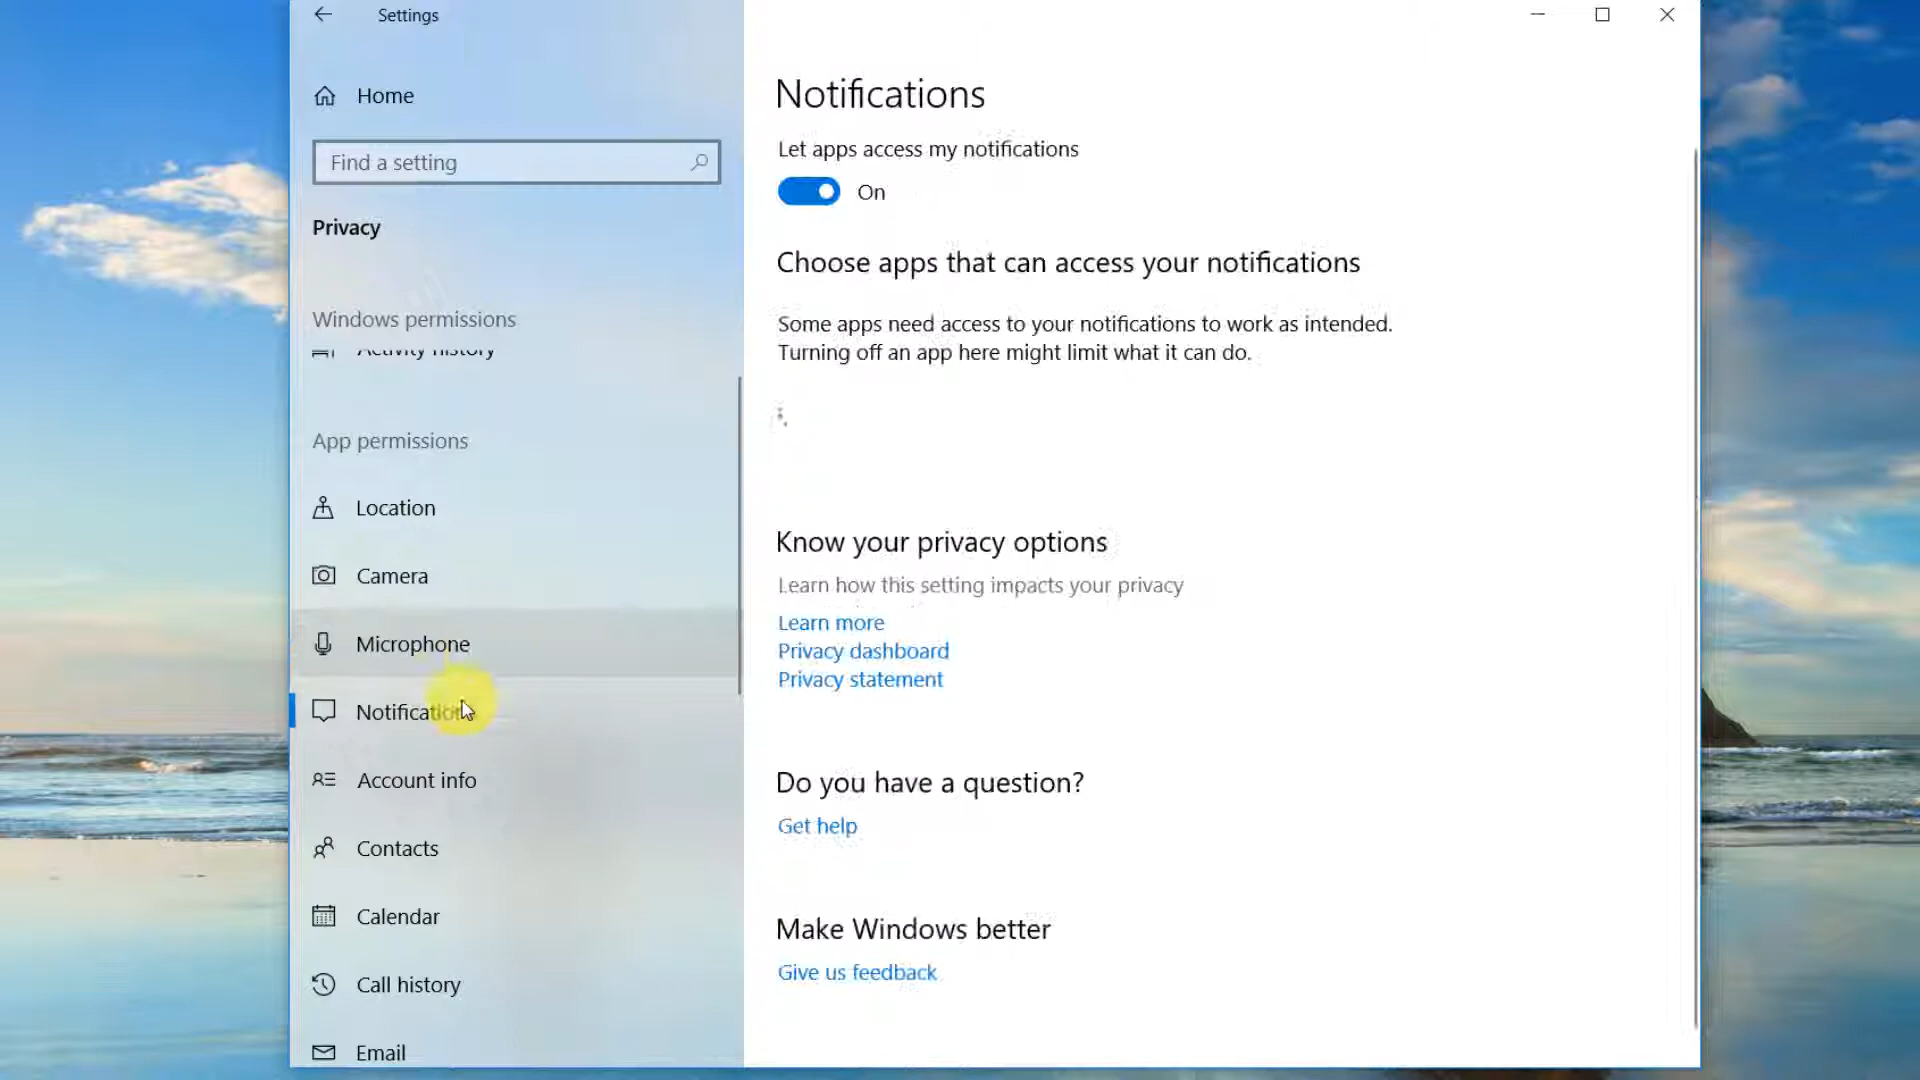 Settings
Home
Find a setting
Privacy
Windows permissions
Activity history
App permissions
Location
Camera
Microphone
Notifications
Account info
Contacts
Calendar
Call history
Email
Notifications
Let apps access my notifications
On
Choose apps that can access your notifications
Some apps need access to your notifications to work as intended.
Turning off an app here might limit what it can do.
Know your privacy options
Learn how this setting impacts your privacy
Learn more
Privacy dashboard
Privacy statement
Do you have a question?
Get help
Make Windows better
Give us feedback